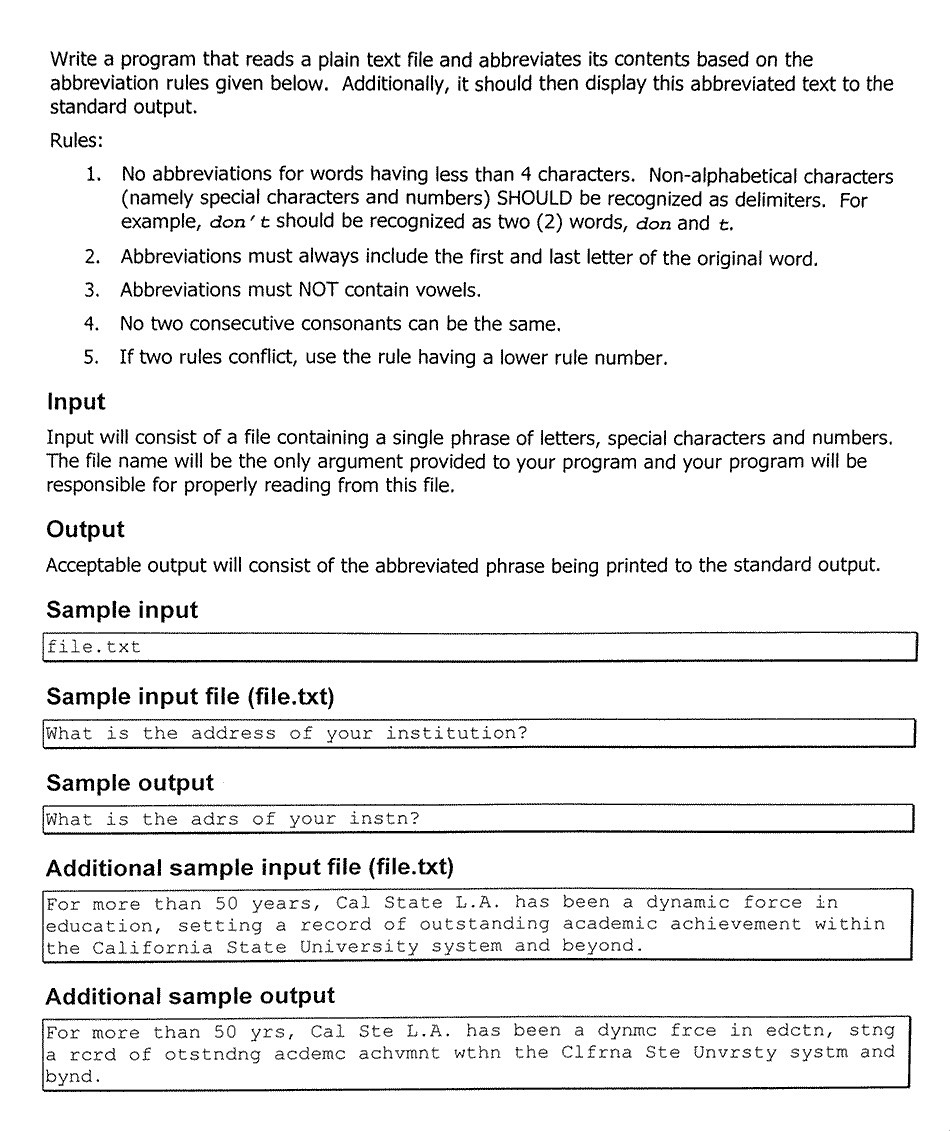 Write a program that reads a plain text file and abbreviates its contents based on the
abbreviation rules given below.  Additionally, it should then display this abbreviated text to the
standard output.
Rules:
1. No abbreviations for words having less than 4 characters.  Non-alphabetical characters
(namely special characters and numbers) SHOULD be recognized as delimiters.  For
example, don't should be recognized as two (2) words, don and t.
2. Abbreviations must always include the first and last letter of the original word.
3. Abbreviations must NOT contain vowels.
4. No two consecutive consonants can be the same.
5. If two rules conflict, use the rule having a lower rule number.
Input
Input will consist of a file containing a single phrase of letters, special characters and numbers.
The file name will be the only argument provided to your program and your program will be
responsible for properly reading from this file.
Output
Acceptable output will consist of the abbreviated phrase being printed to the standard output.
Sample input
file.txt
Sample input file (file.txt)
What is the address of your institution?
Sample output
What is the adrs of your instn?
Additional sample input file (file.txt)
For more than 50 years, Cal State L.A. has been a dynamic force in
education, setting a record of outstanding academic achievement within
the California State University system and beyond.
Additional sample output
For more than 50 yrs, Cal Ste L.A. has been a dynmc frce in edctn, stng
a rcrd of otstndng acdemc achvmnt wthn the Clfrna Ste Unvrsty systm and
bynd.